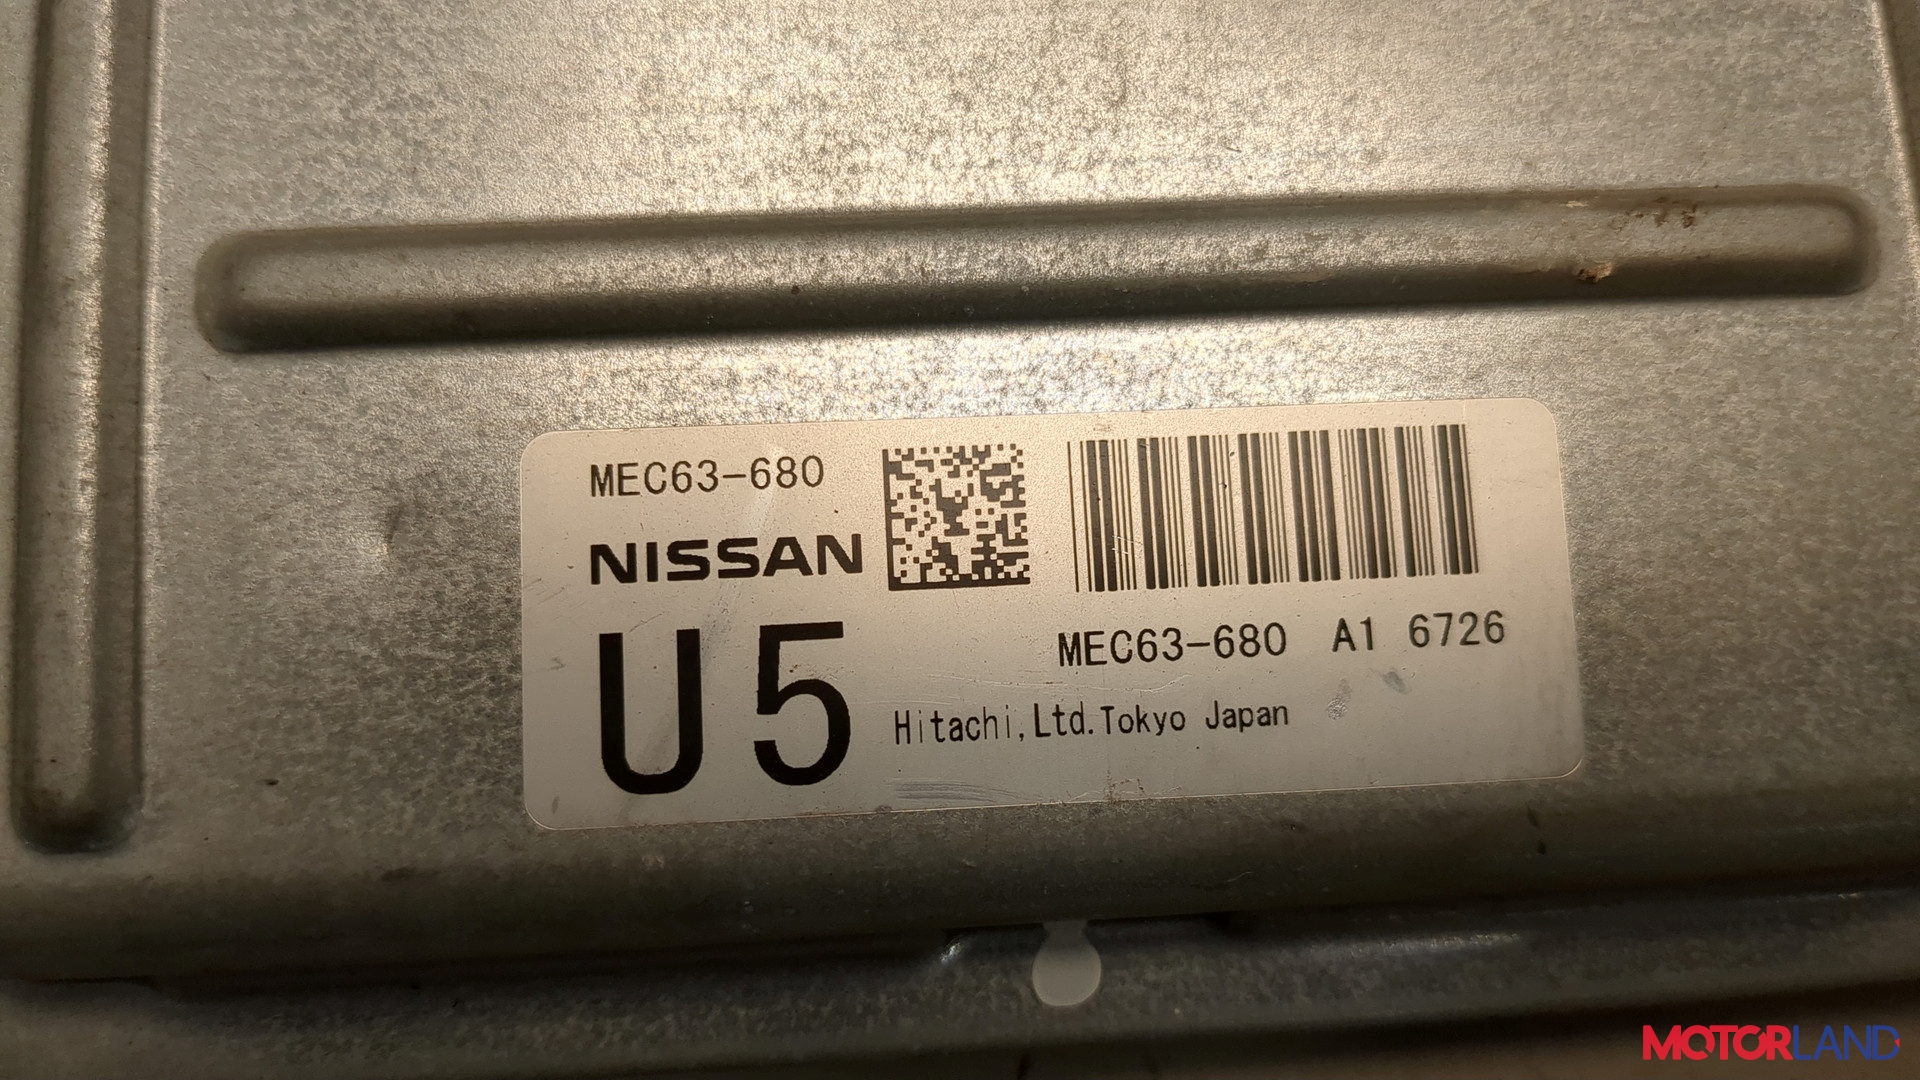 MEC63-680
NISSAN
U5
MEC63-680 A1 6726
Hitachi,Ltd.Tokyo Japan
MOTORLAND